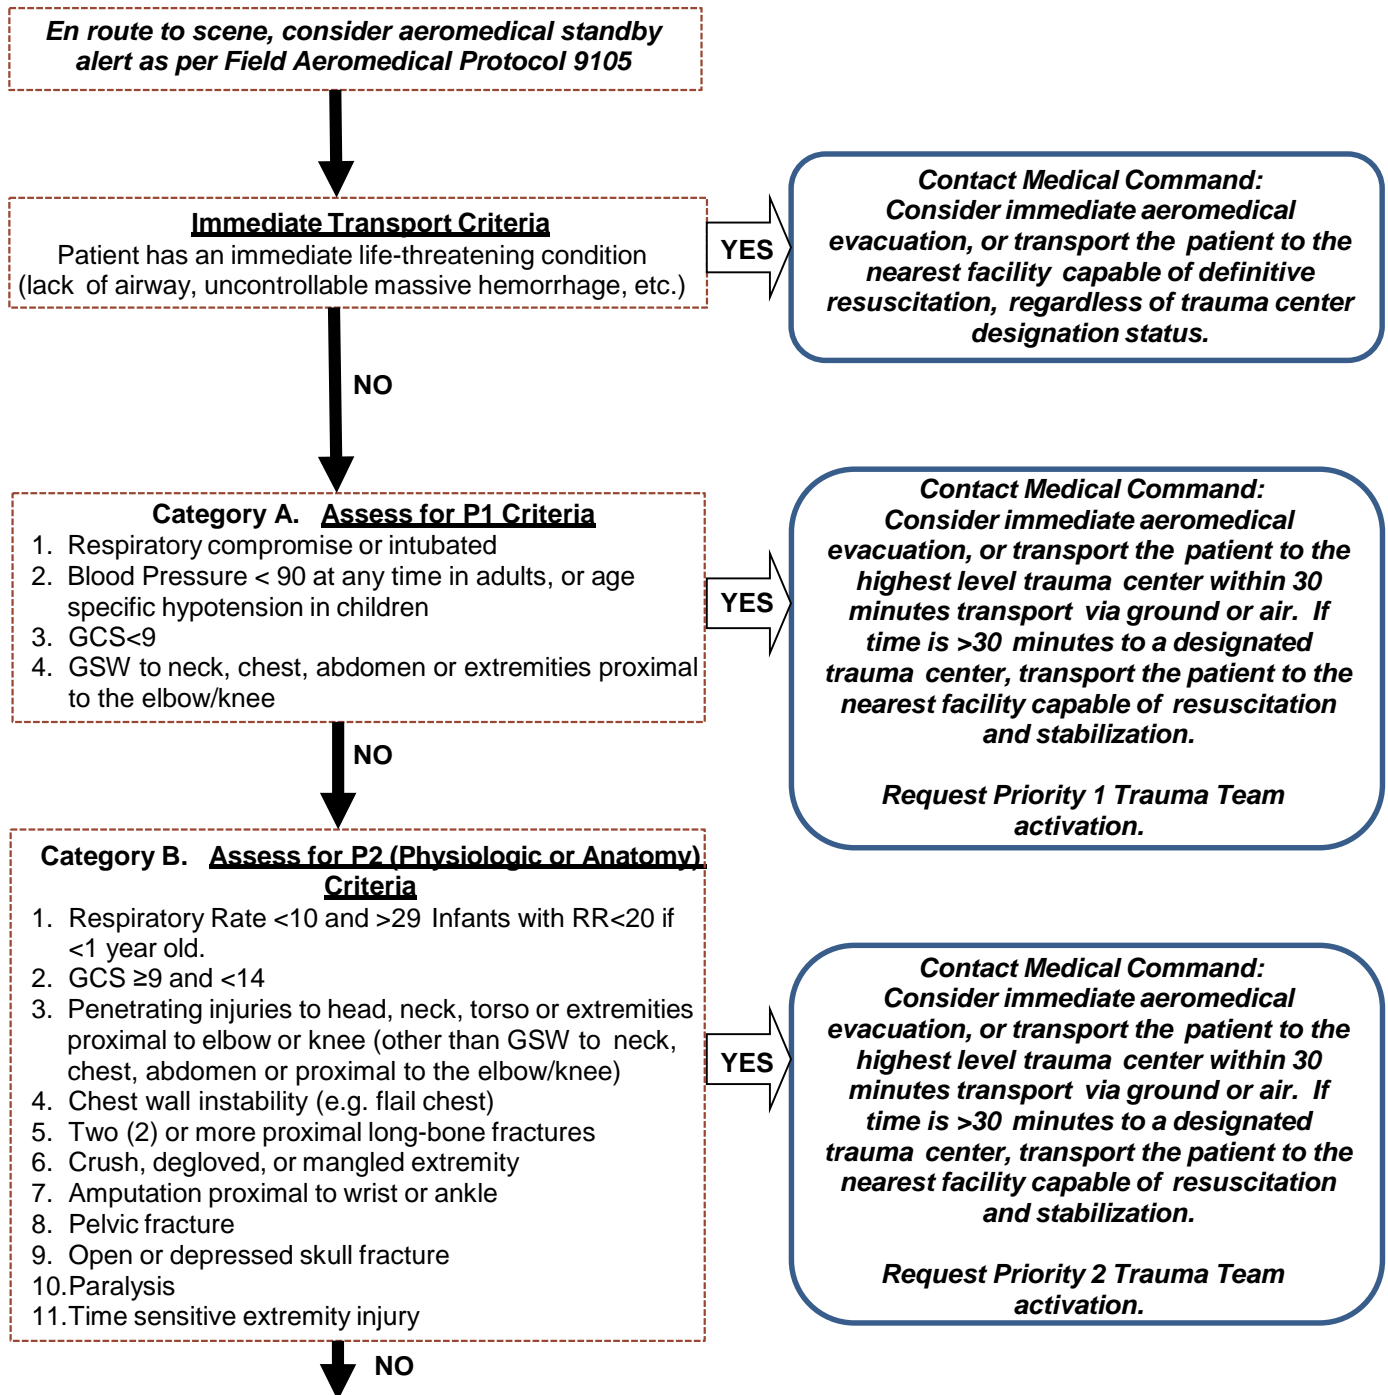 En route to scene, consider aeromedical standby
alert as per Field Aeromedical Protocol 9105
Immediate Transport Criteria
Patient has an immediate life-threatening condition
(lack of airway, uncontrollable massive hemorrhage, etc.)
YES
Contact Medical Command:
Consider immediate aeromedical
evacuation, or transport the patient to the
nearest facility capable of definitive
resuscitation, regardless of trauma center
designation status.
NO
Category A. Assess for P1 Criteria
1. Respiratory compromise or intubated
2. Blood Pressure < 90 at any time in adults, or age
specific hypotension in children
3. GCS<9
4. GSW to neck, chest, abdomen or extremities proximal
to the elbow/knee
YES
Contact Medical Command:
Consider immediate aeromedical
evacuation, or transport the patient to the
highest level trauma center within 30
minutes transport via ground or air. If
time is >30 minutes to a designated
trauma center, transport the patient to the
nearest facility capable of resuscitation
and stabilization.
Request Priority 1 Trauma Team
activation.
NO
Category B. Assess for P2 (Physiologic or Anatomy)
Criteria
1. Respiratory Rate <10 and >29 Infants with RR<20 if
<1 year old.
2. GCS ≥9 and <14
3. Penetrating injuries to head, neck, torso or extremities
proximal to elbow or knee (other than GSW to neck,
chest, abdomen or proximal to the elbow/knee)
4. Chest wall instability (e.g. flail chest)
5. Two (2) or more proximal long-bone fractures
6. Crush, degloved, or mangled extremity
7. Amputation proximal to wrist or ankle
8. Pelvic fracture
9. Open or depressed skull fracture
10.Paralysis
11.Time sensitive extremity injury
YES
Contact Medical Command:
Consider immediate aeromedical
evacuation, or transport the patient to the
highest level trauma center within 30
minutes transport via ground or air. If
time is >30 minutes to a designated
trauma center, transport the patient to the
nearest facility capable of resuscitation
and stabilization.
Request Priority 2 Trauma Team
activation.
NO